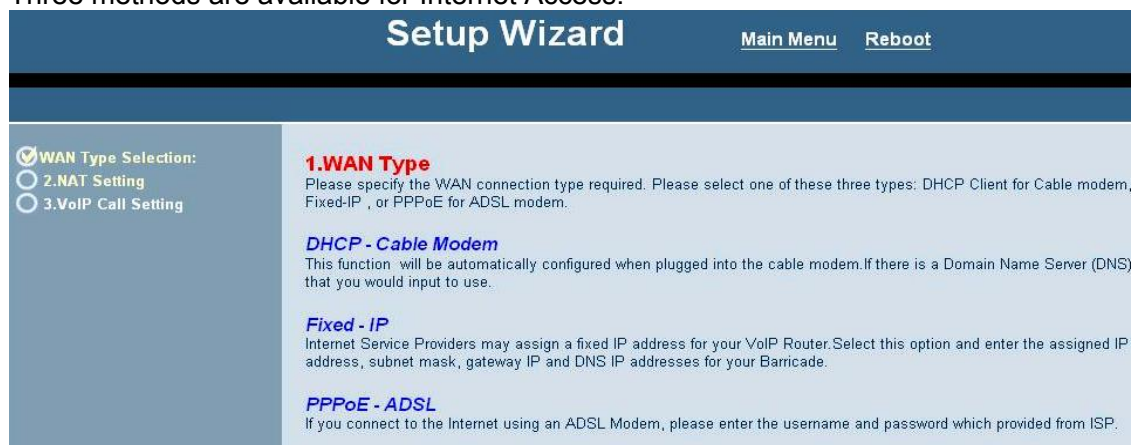 Three methods are available for Internet Access.
Setup Wizard
Main Menu Reboot
WAN Type Selection:
2.NAT Setting
3.VoIP Call Setting
1.WAN Type
Please specify the WAN connection type required. Please select one of these three types: DHCP Client for Cable modem,
Fixed-IP , or PPPoE for ADSL modem.
DHCP - Cable Modem
This function will be automatically configured when plugged into the cable modem.If there is a Domain Name Server (DNS)
that you would input to use.
Fixed - IP
Internet Service Providers may assign a fixed IP address for your VoIP Router.Select this option and enter the assigned IP
address, subnet mask, gateway IP and DNS IP addresses for your Barricade.
PPPoE - ADSL
If you connect to the Internet using an ADSL Modem, please enter the username and password which provided from ISP.